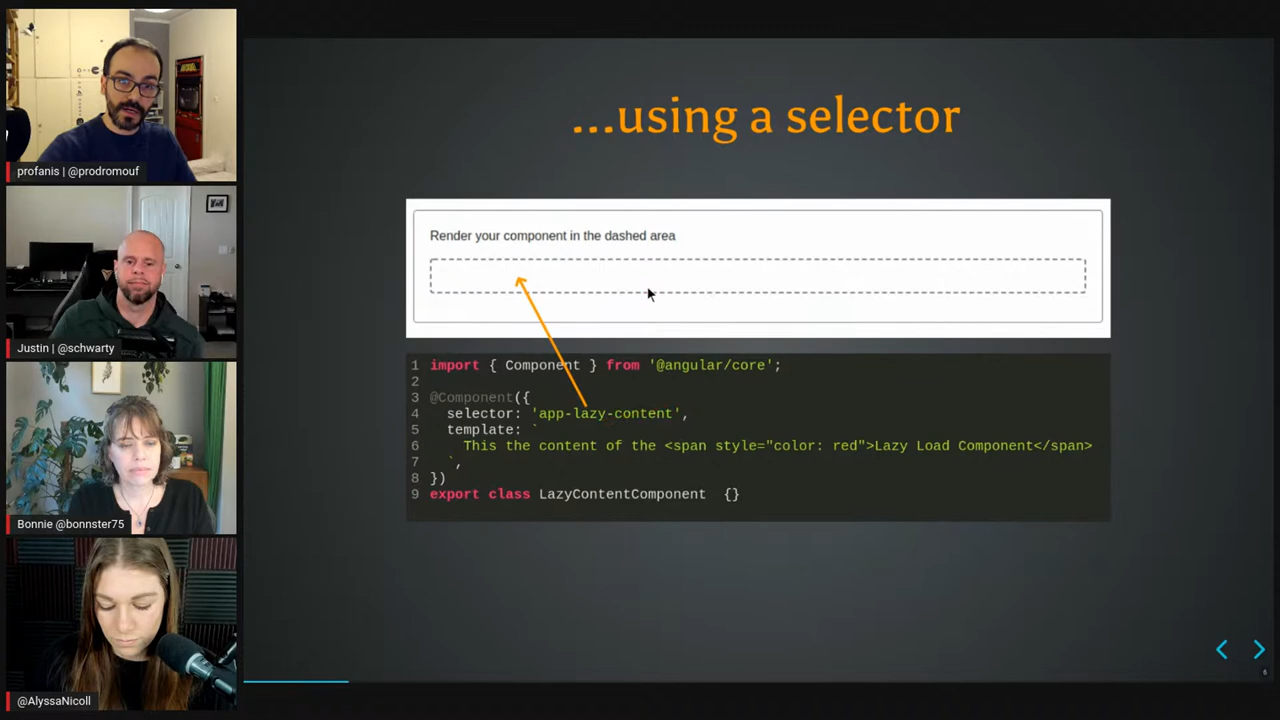 profanis | @prodromouf
Justin | @schwarty
Bonnie @bonnster75
@AlyssaNicoll
...using a selector
Render your component in the dashed area
1 import { Component } from '@angular/core';
2
3 @Component({
4   selector: 'app-lazy-content',
5   template: `
6     This the content of the <span style="color: red">Lazy Load Component</span>
7   `,
8 })
9 export class LazyContentComponent  {}
6